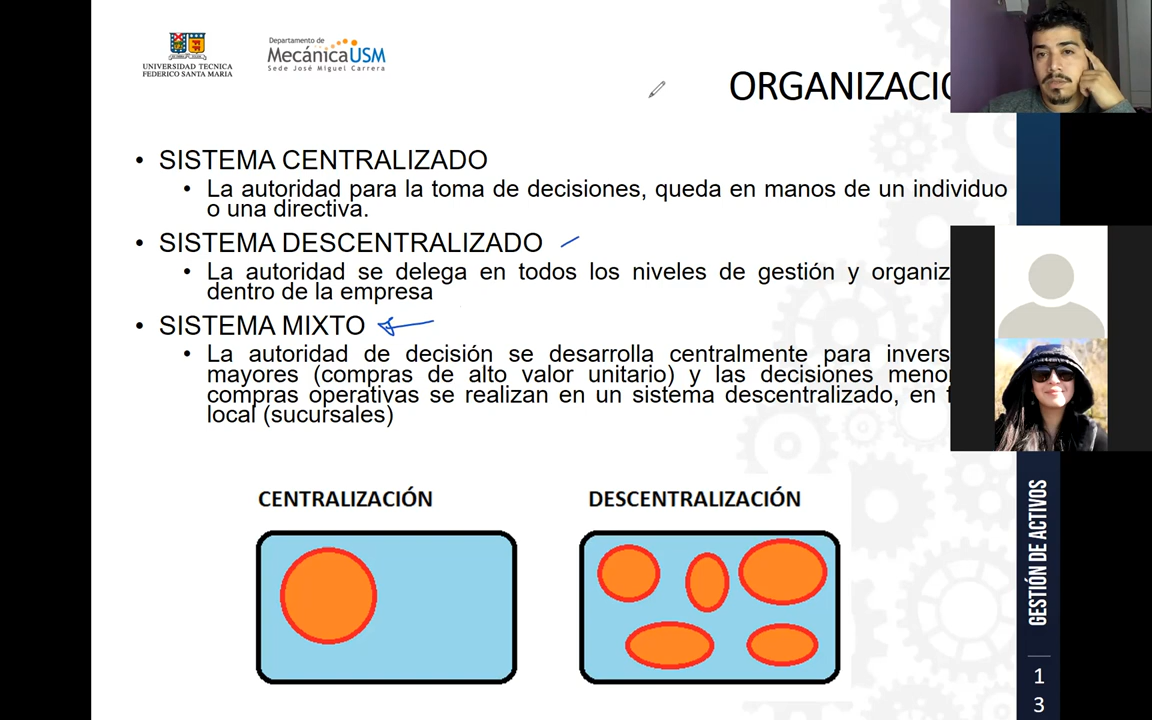 UNIVERSIDAD TECNICA
FEDERICO SANTA MARIA
Departamento de
MecánicaUSM
Sede José Miguel Carrera
• SISTEMA CENTRALIZADO
• La autoridad para la toma de decisiones, queda en manos de un individuo
o una directiva.
• SISTEMA DESCENTRALIZADO
• La autoridad se delega en todos los niveles de gestión y
dentro de la empresa
• SISTEMA MIXTO
• La autoridad de decisión se desarrolla centralmente para
mayores (compras de alto valor unitario) y las decisiones
compras operativas se realizan en un sistema descentralizado, en
local (sucursales)
CENTRALIZACIÓN
DESCENTRALIZACIÓN
GESTIÓN DE ACTIVOS
1
3